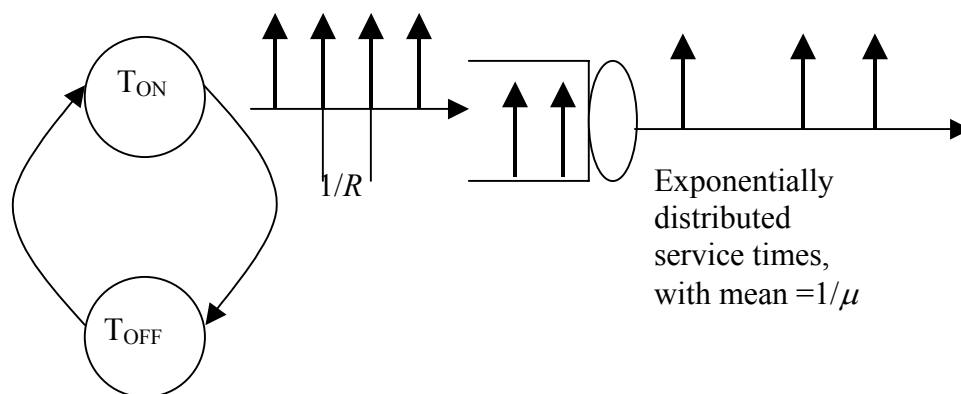 T_ON
1/R
Exponentially
distributed
service times,
with mean =1/μ
T_OFF